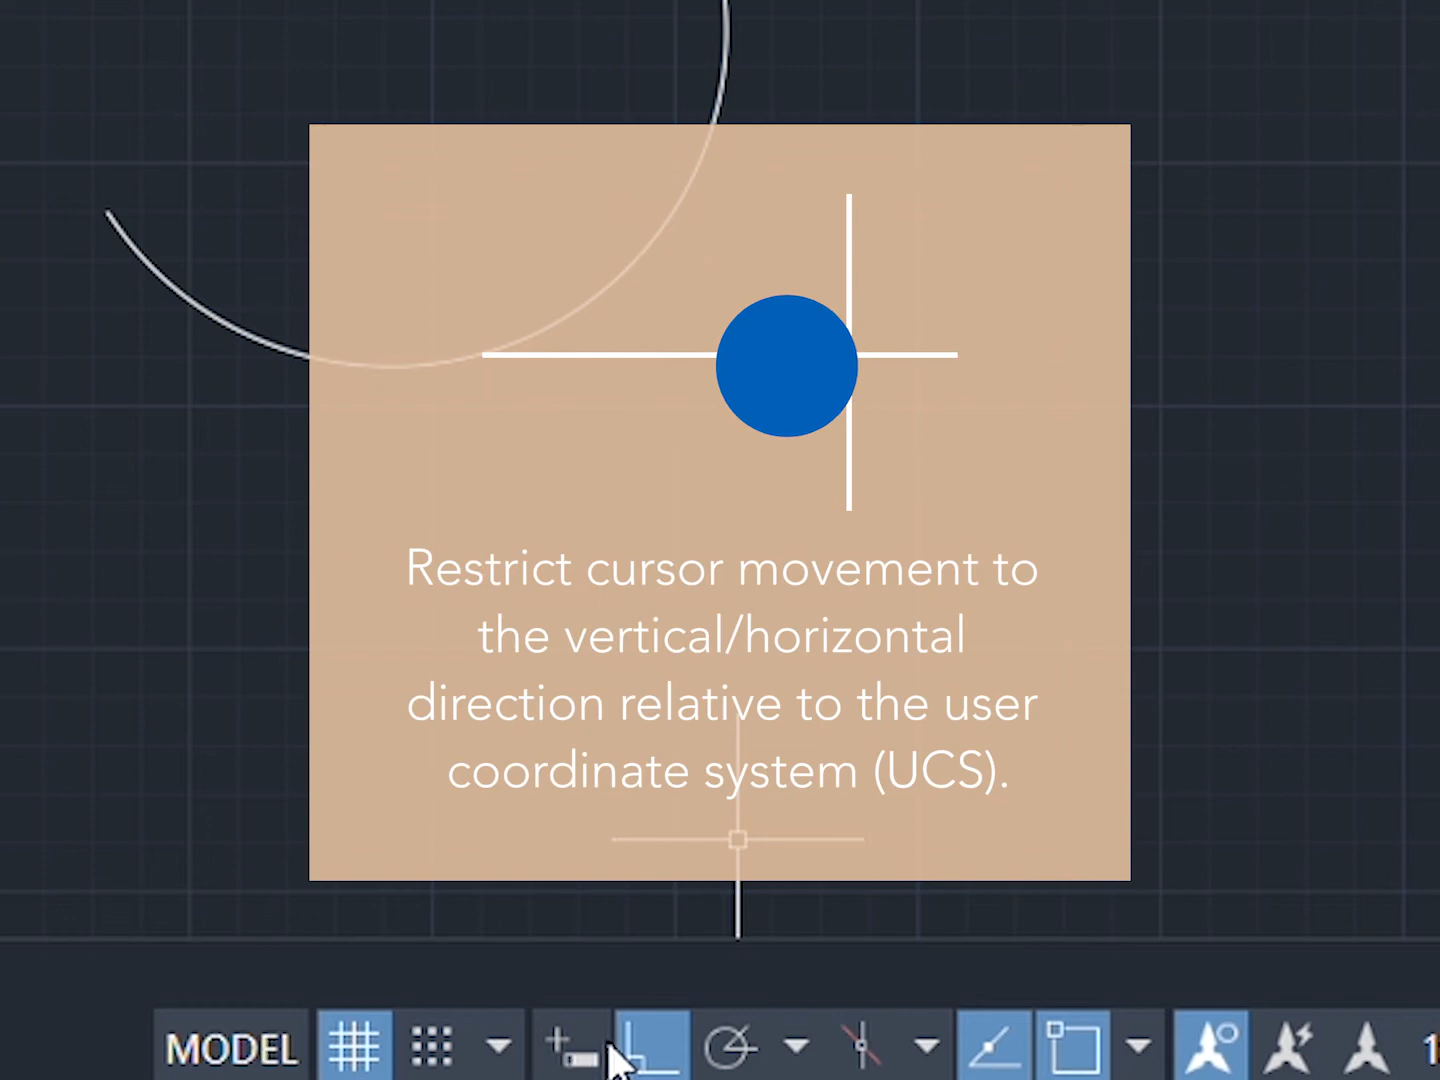 Restrict cursor movement to
the vertical/horizontal
direction relative to the user
coordinate system (UCS).
MODEL